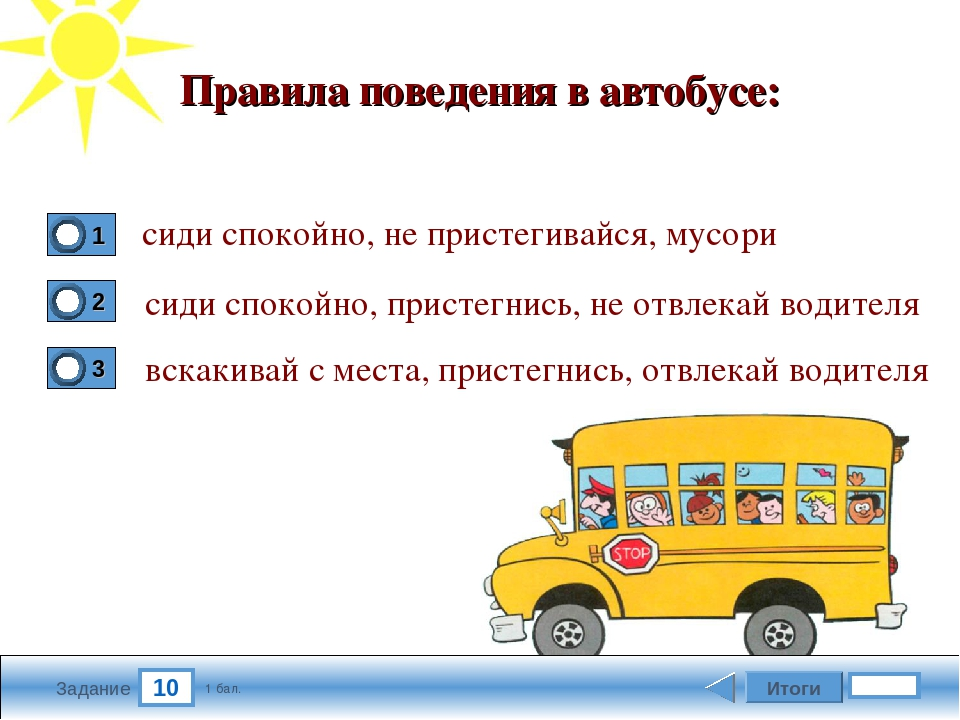 Правила поведения в автобусе:
1 сиди спокойно, не пристегивайся, мусори
2 сиди спокойно, пристегнись, не отвлекай водителя
3 вскакивай с места, пристегнись, отвлекай водителя
STOP
Задание 10 1 бал. Итоги